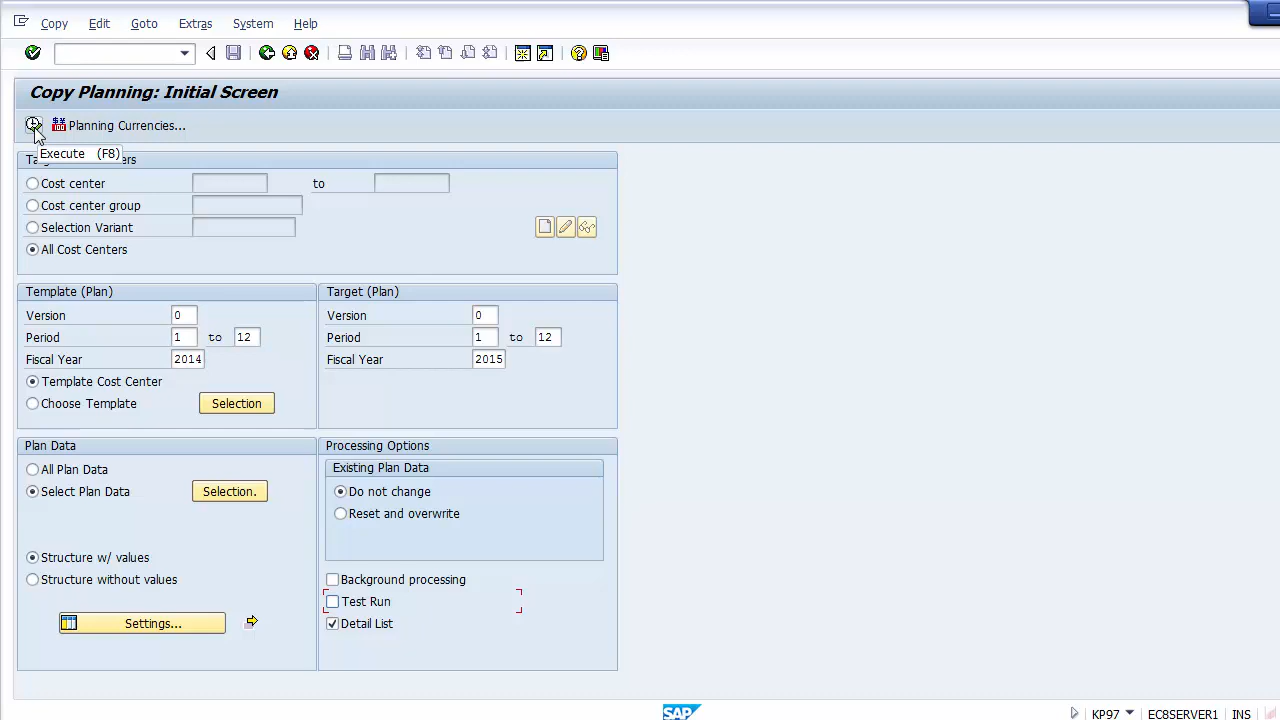 Copy Edit Goto Extras System Help
Copy Planning: Initial Screen
Planning Currencies...
Execute (F8)
Cost center to
Cost center group
Selection Variant
All Cost Centers
Template (Plan) Target (Plan)
Version 0 Version 0
Period 1 to 12 Period 1 to 12
Fiscal Year 2014 Fiscal Year 2015
Template Cost Center
Choose Template Selection
Plan Data Processing Options
Existing Plan Data
All Plan Data
Select Plan Data Selection. Do not change
Reset and overwrite
Structure w/ values
Structure without values Background processing
Test Run
Settings... Detail List
SAP K97 EC8SERVER1 INS